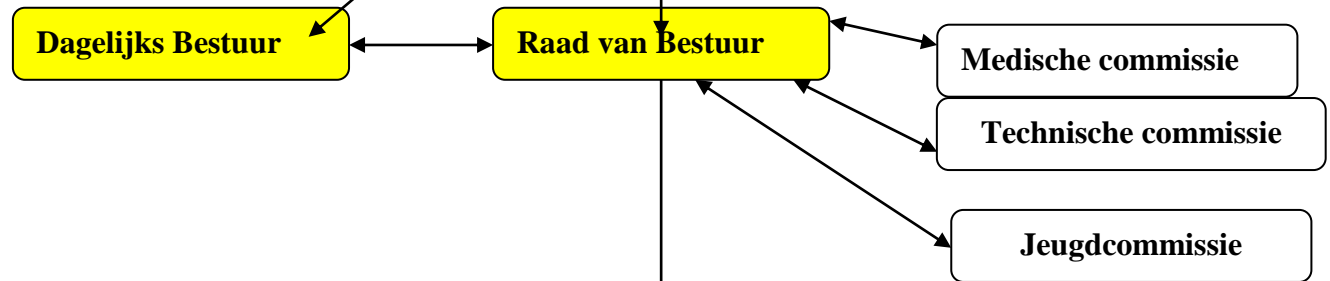 Dagelijks Bestuur
Raad van Bestuur
Medische commissie
Technische commissie
Jeugdcommissie